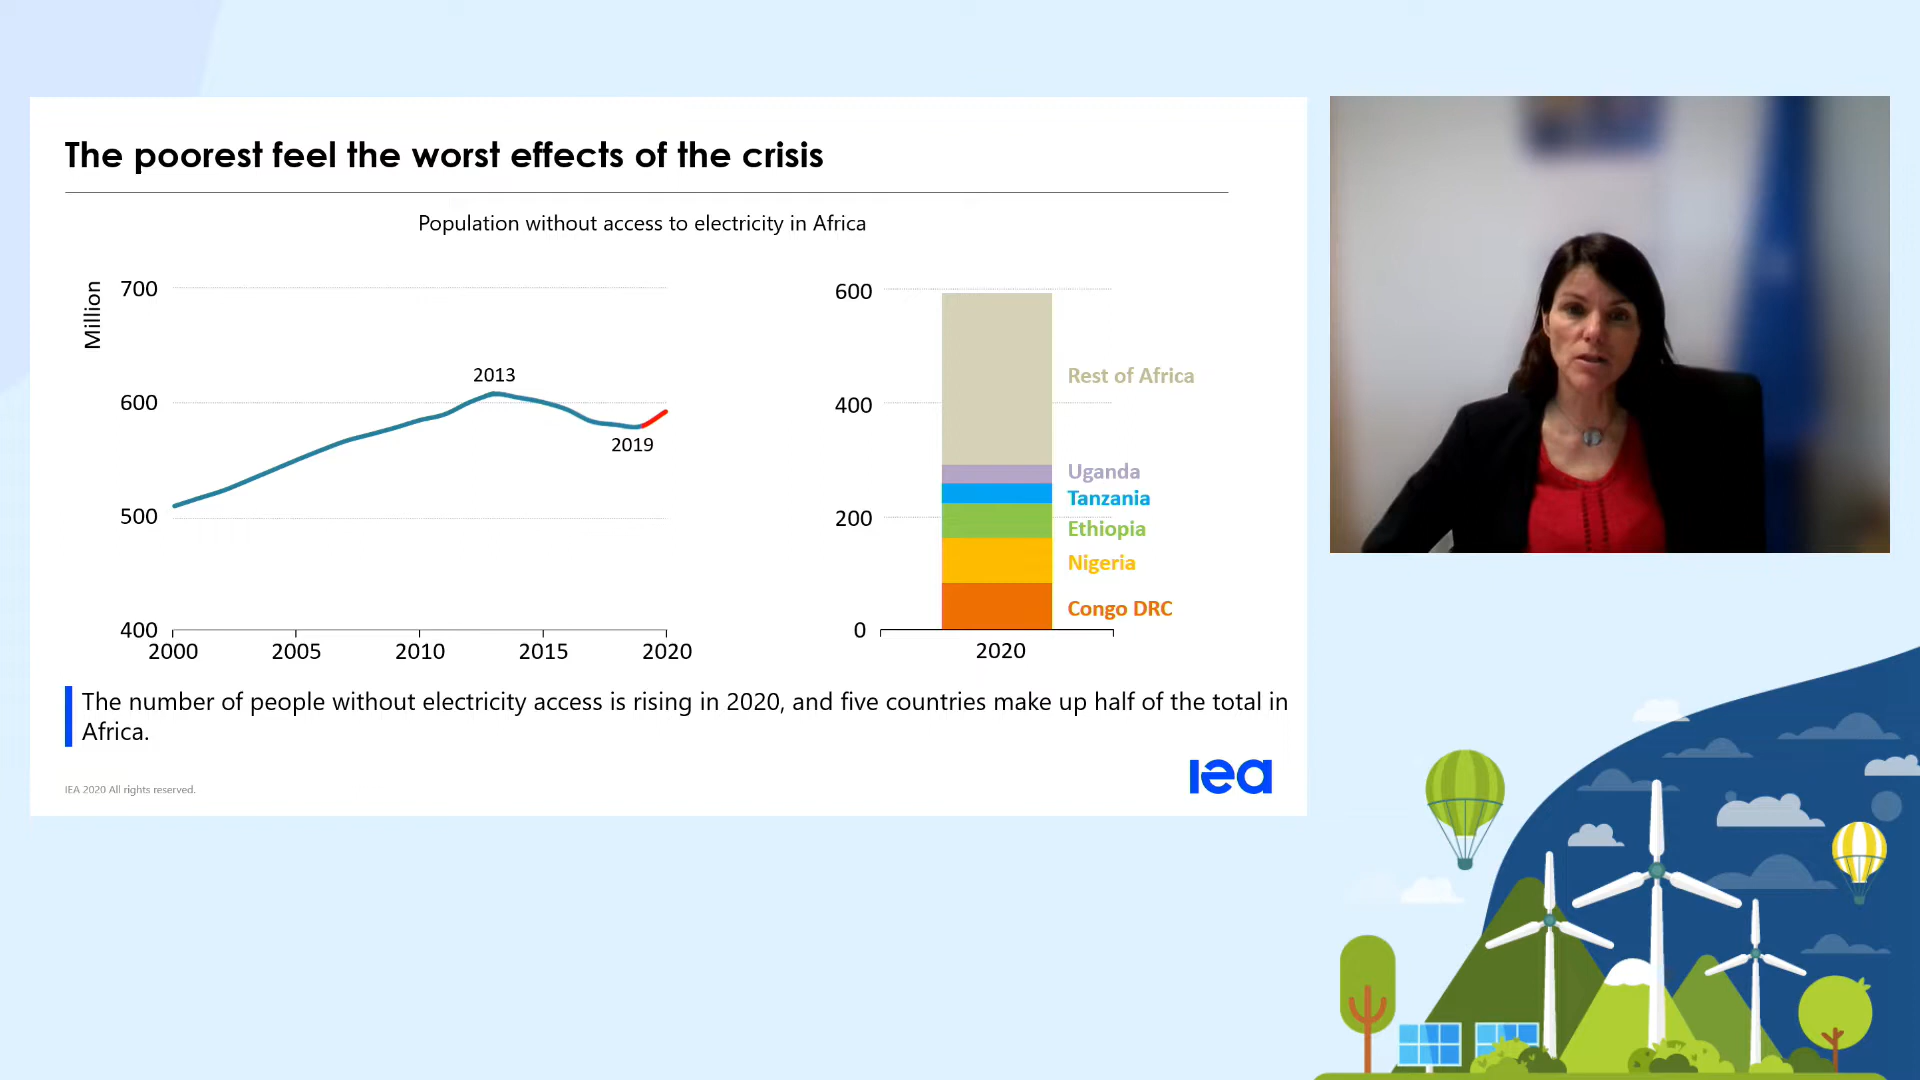 The poorest feel the worst effects of the crisis
Population without access to electricity in Africa
Million
700
600
500
400
2013
2019
2000 2005 2010 2015 2020
600
400
200
0
Rest of Africa
Uganda
Tanzania
Ethiopia
Nigeria
Congo DRC
2020
The number of people without electricity access is rising in 2020, and five countries make up half of the total in
Africa.
IEA 2020 All rights reserved.
iea